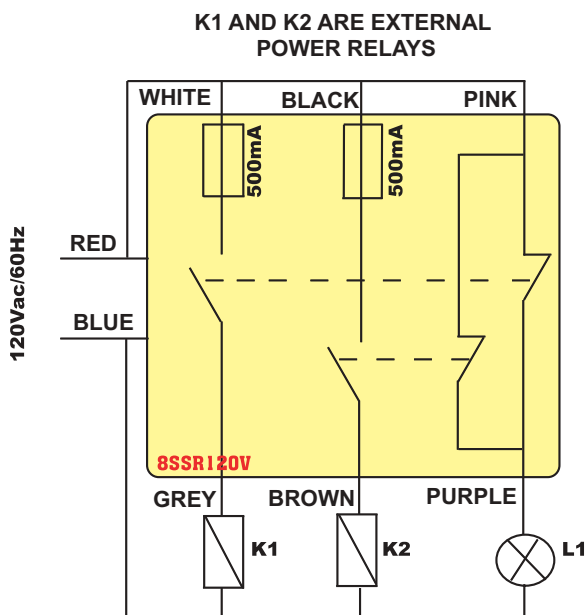 K1 AND K2 ARE EXTERNAL
POWER RELAYS
WHITE
BLACK
PINK
500mA
500mA
RED
120Vac/60Hz
BLUE
8SSR120V
GREY
BROWN
PURPLE
K1
K2
L1